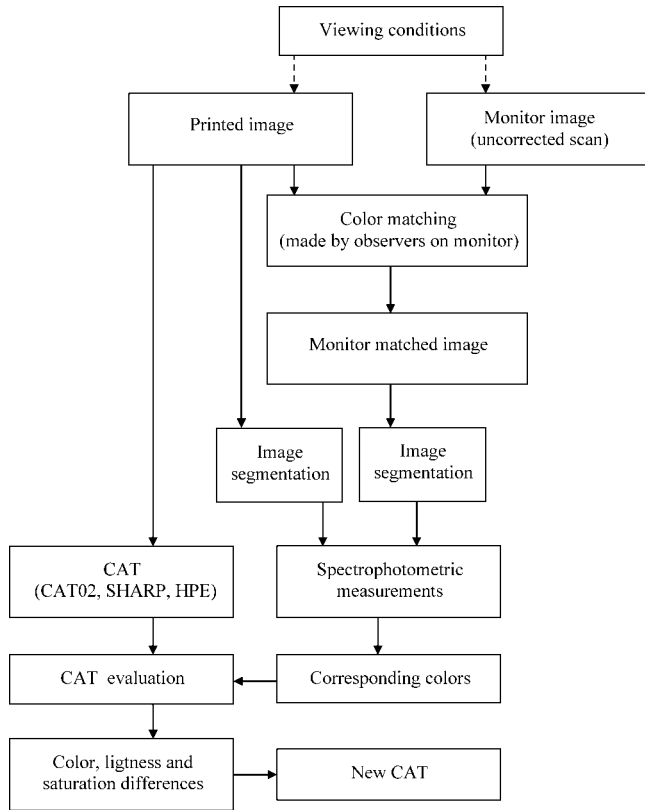 Viewing conditions
Printed image
Monitor image
(uncorrected scan)
Color matching
(made by observers on monitor)
Monitor matched image
Image
segmentation
Image
segmentation
CAT
(CAT02, SHARP, HPE)
Spectrophotometric
measurements
CAT evaluation
Corresponding colors
Color, ligtness and
saturation differences
New CAT